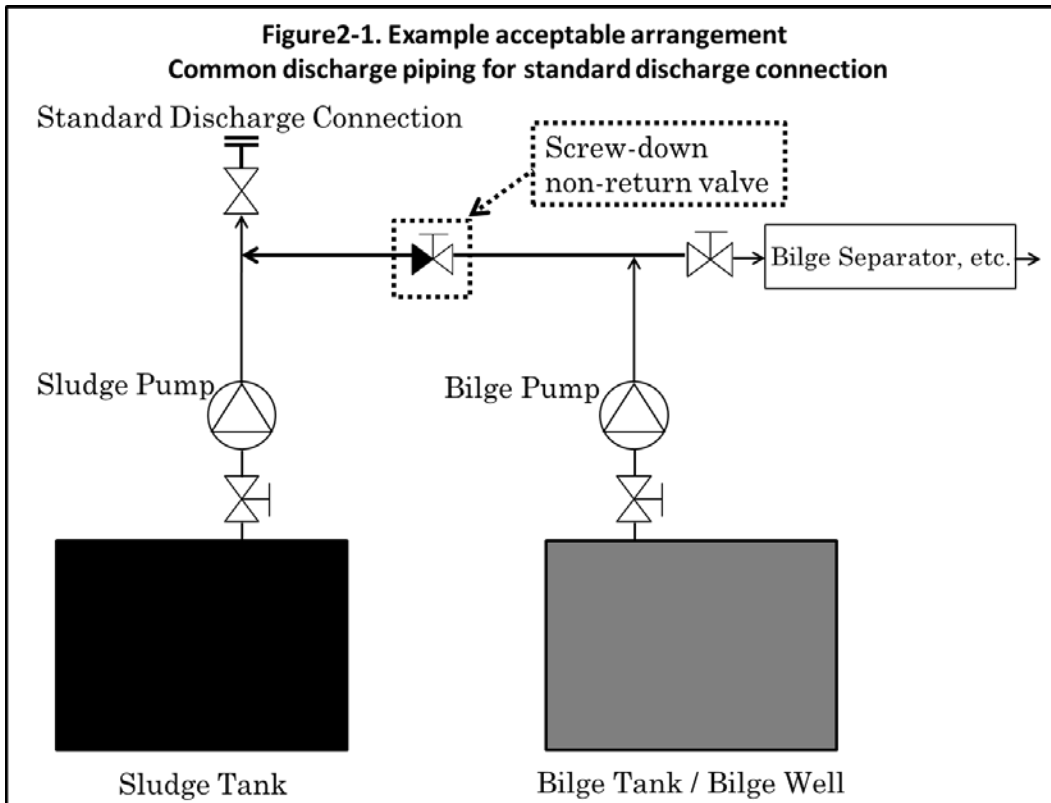 Figure2-1. Example acceptable arrangement
Common discharge piping for standard discharge connection
Standard Discharge Connection
Screw-down
non-return valve
Bilge Separator, etc.
Sludge Pump
Bilge Pump
Sludge Tank
Bilge Tank / Bilge Well